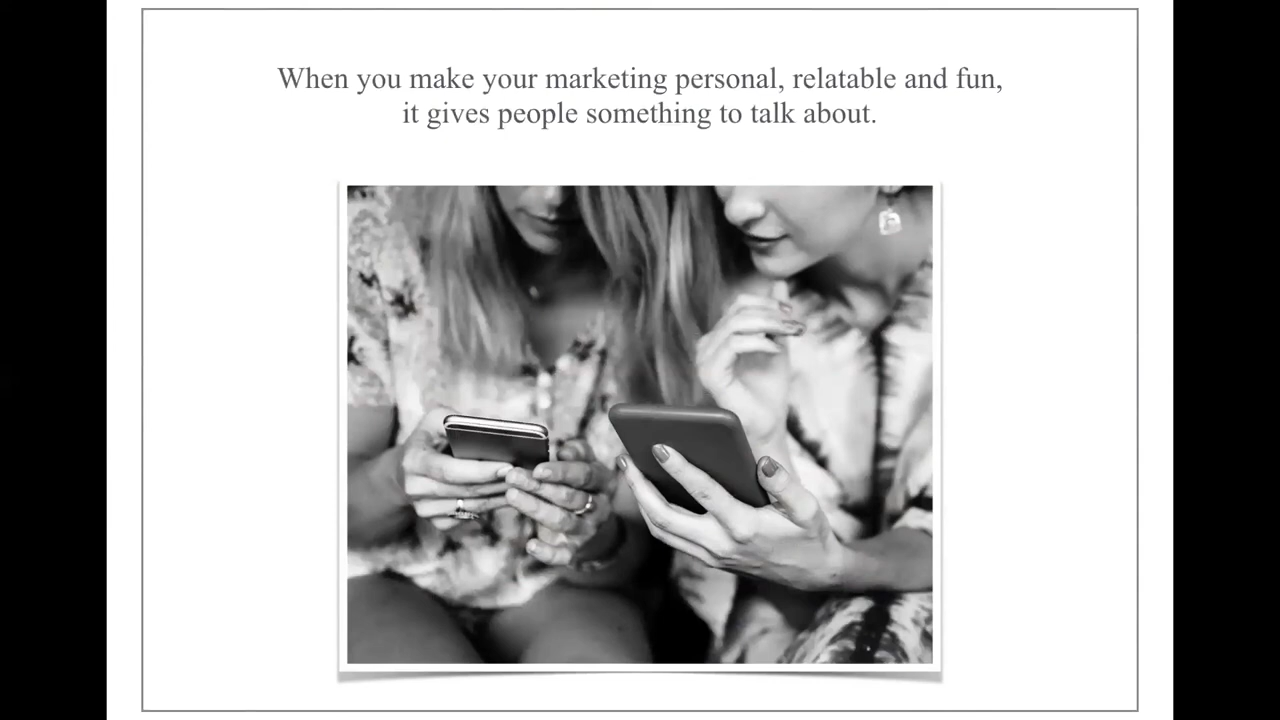 When you make your marketing personal, relatable and fun,
it gives people something to talk about.